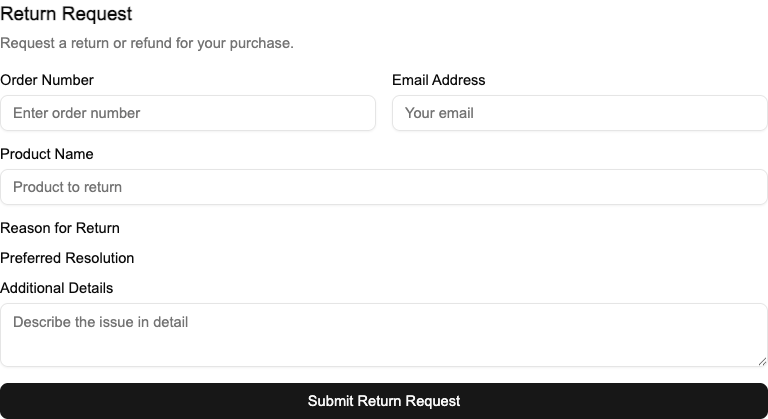 Return Request
Request a return or refund for your purchase.
Order Number
Email Address
Enter order number
Your email
Product Name
Product to return
Reason for Return
Preferred Resolution
Additional Details
Describe the issue in detail
Submit Return Request